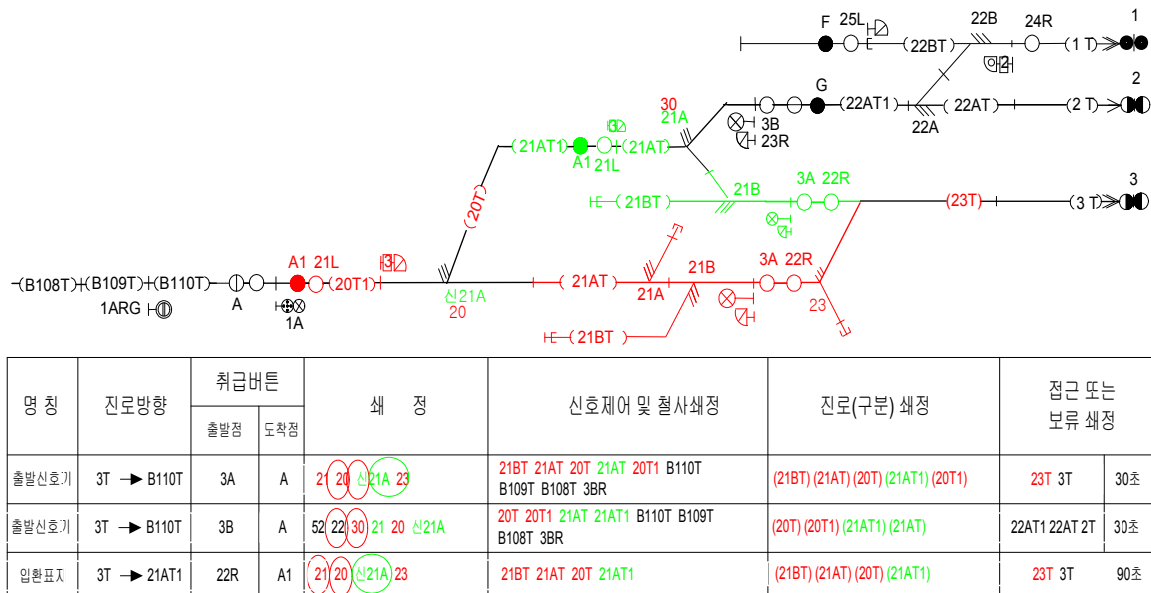 F 25L 22B 24R 1
(22BT) (1 T)
2
G 2
30
21A (22AT1) (22AT) (2 T)
3 3B 22A
(21AT1) A1 21L (21AT) 23R
21B 3A 22R 3
(20T) (21BT) (23T) (3 T)
A1 21L 3 21B 3A 22R
(B108T) (B109T) (B110T) (20T1) (21AT)
1ARG A 1A 신21A 21A 23
20
(21BT)
명 칭 진로방향 취급버튼 쇄 정 신호제어 및 철사쇄정 진로(구분) 쇄정 접근 또는
보류 쇄정
출발점 도착점
출발신호기 3T → B110T 3A A 21 20 신21A 23 21BT 21AT 20T 21AT 20T1 B110T
B109T B108T 3BR (21BT) (21AT) (20T) (21AT1) (20T1) 23T 3T 30초
출발신호기 3T → B110T 3B A 52 22 30 21 20 신21A 20T 20T1 21AT 21AT1 B110T B109T
B108T 3BR (20T) (20T1) (21AT1) (21AT) 22AT1 22AT 2T 30초
입환표지 3T → 21AT1 22R A1 21 20 신21A 23 21BT 21AT 20T 21AT1 (21BT) (21AT) (20T) (21AT1) 23T 3T 90초